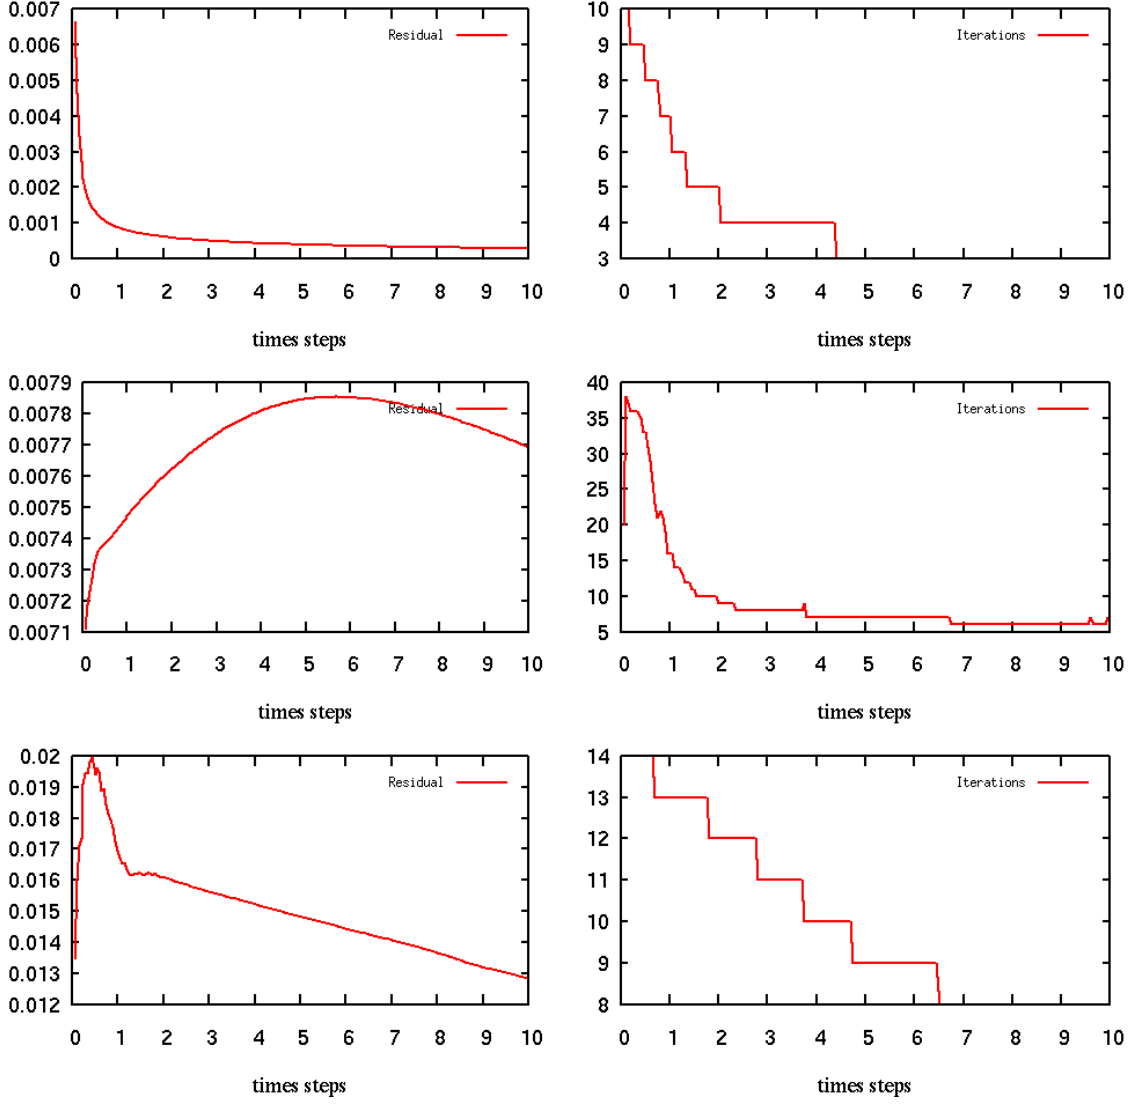 0.007
0.006
0.005
0.004
0.003
0.002
0.001
0
Residual
0 1 2 3 4 5 6 7 8 9 10
times steps
10
9
8
7
6
5
4
3
Iterations
0 1 2 3 4 5 6 7 8 9 10
times steps
0.0079
0.0078
0.0077
0.0076
0.0075
0.0074
0.0073
0.0072
0.0071
Residual
0 1 2 3 4 5 6 7 8 9 10
times steps
40
35
30
25
20
15
10
5
Iterations
0 1 2 3 4 5 6 7 8 9 10
times steps
0.02
0.019
0.018
0.017
0.016
0.015
0.014
0.013
0.012
Residual
0 1 2 3 4 5 6 7 8 9 10
times steps
14
13
12
11
10
9
8
Iterations
0 1 2 3 4 5 6 7 8 9 10
times steps